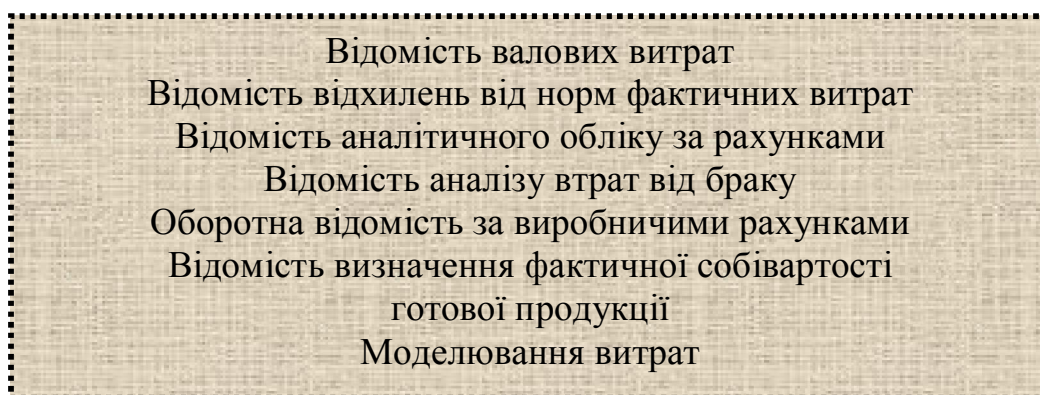 Відомість валових витрат
Відомість відхилень від норм фактичних витрат
Відомість аналітичного обліку за рахунками
Відомість аналізу втрат від браку
Оборотна відомість за виробничими рахунками
Відомість визначення фактичної собівартості
готової продукції
Моделювання витрат